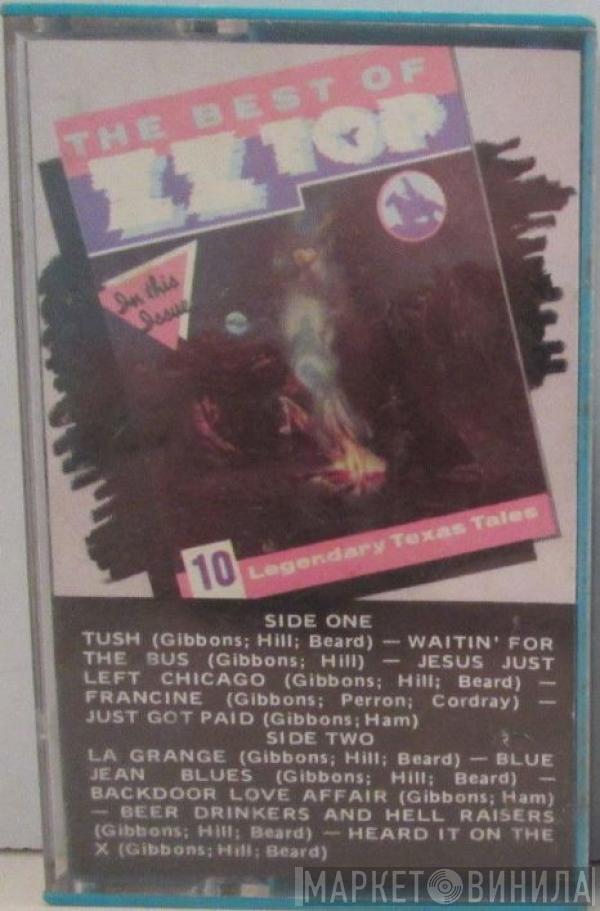 THE BEST OF
ZZ TOP
In this
Issue
10 Legendary Texas Tales
SIDE ONE
TUSH (Gibbons; Hill; Beard) — WAITIN' FOR
THE BUS (Gibbons; Hill) — JESUS JUST
LEFT CHICAGO (Gibbons; Hill; Beard) —
FRANCINE (Gibbons; Perron; Cordray) —
JUST GOT PAID (Gibbons; Ham)
SIDE TWO
LA GRANGE (Gibbons; Hill; Beard) — BLUE
JEAN BLUES (Gibbons; Hill; Beard) —
BACKDOOR LOVE AFFAIR (Gibbons; Ham)
— BEER DRINKERS AND HELL RAISERS
(Gibbons; Hill; Beard) — HEARD IT ON THE
X (Gibbons; Hill; Beard)
МАРКЕТ ВИНИЛА